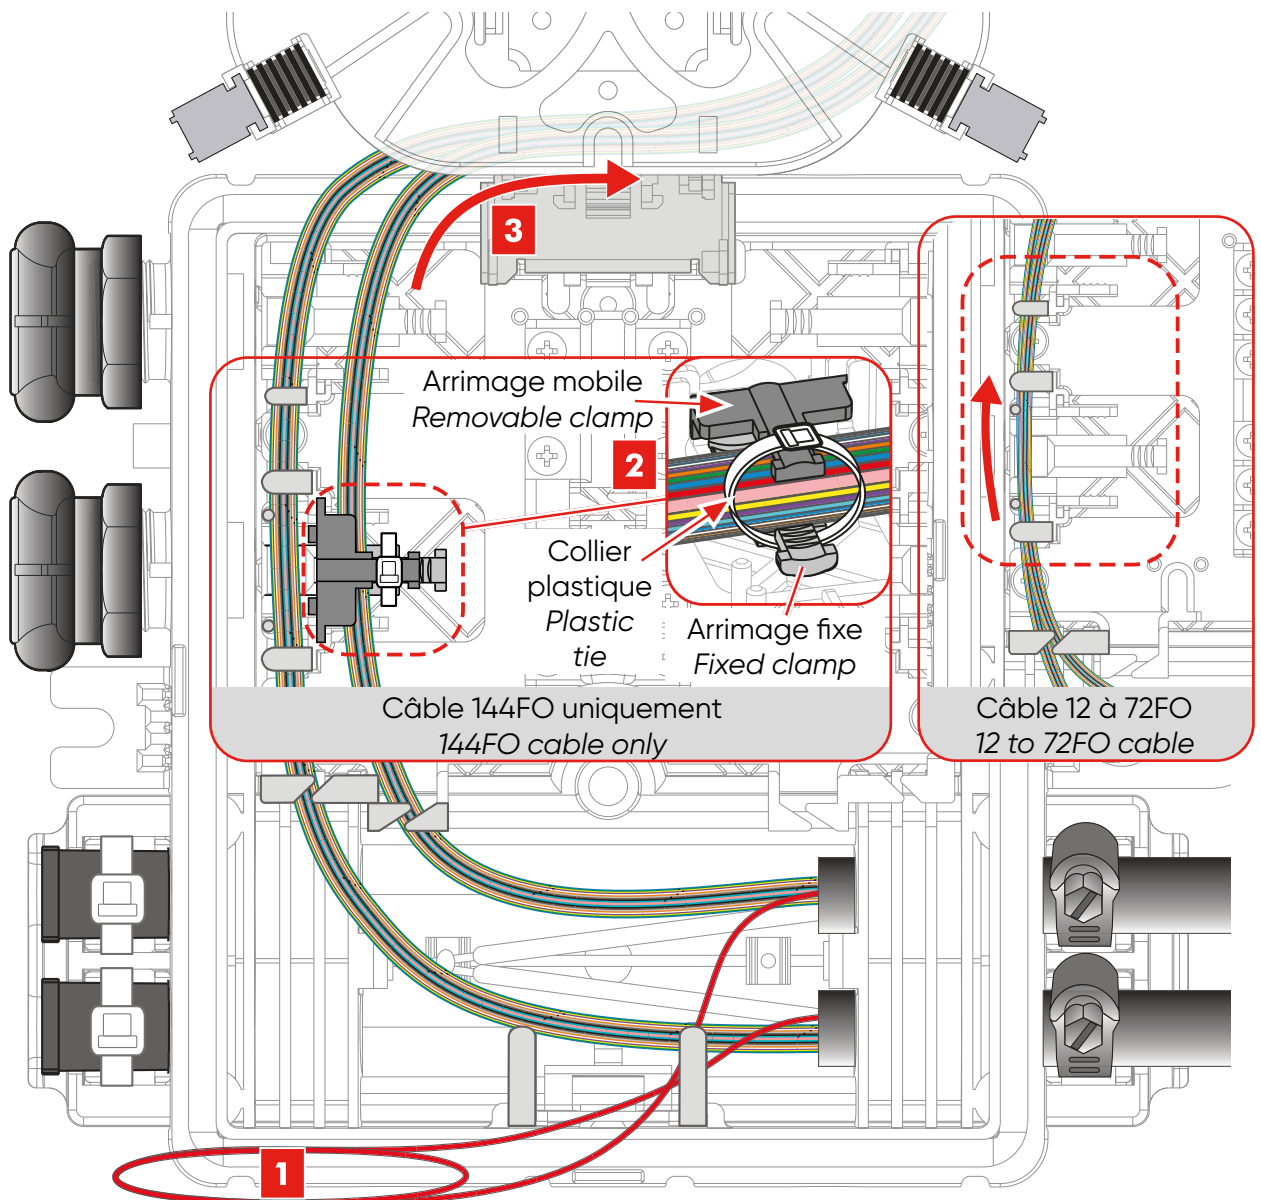 3
Arrimage mobile
Removable clamp
2
Collier
plastique
Plastic
tie
Arrimage fixe
Fixed clamp
Câble 144FO uniquement
144FO cable only
Câble 12 à 72FO
12 to 72FO cable
1